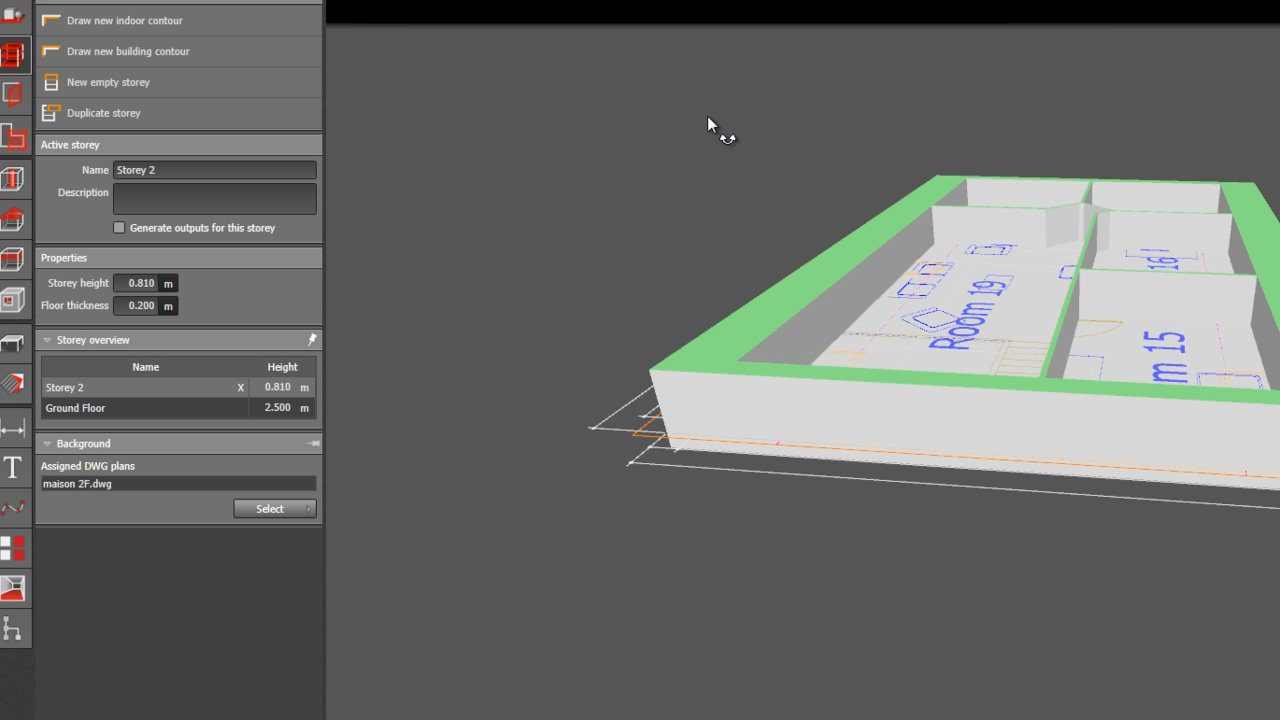 Draw new indoor contour
Draw new building contour
New empty storey
Duplicate storey
Active storey
Name Storey 2
Description
Generate outputs for this storey
Properties
Storey height 0.810 m
Floor thickness 0.200 m
Storey overview
Name Height
Storey 2 X 0.810 m
Ground Floor 2.500 m
Background
Assigned DWG plans
maison 2F.dwg
Select
T
Room 19
16
m 15